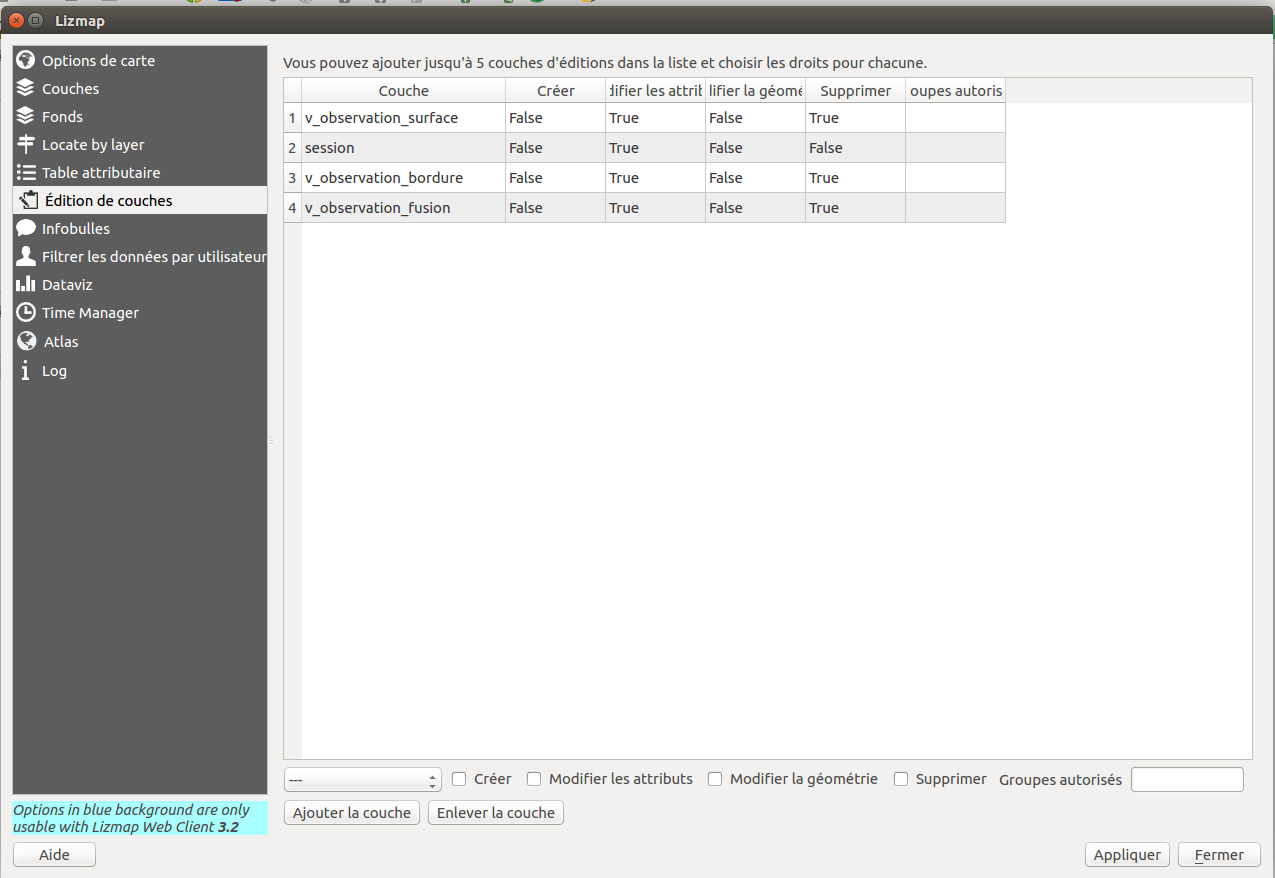 Lizmap
Options de carte
Couches
Fonds
Locate by layer
Table attributaire
Édition de couches
Infobulles
Filtrer les données par utilisateur
Dataviz
Time Manager
Atlas
Log
Options in blue background are only
usable with Lizmap Web Client 3.2
Aide
Vous pouvez ajouter jusqu'à 5 couches d'éditions dans la liste et choisir les droits pour chacune.
Couche Créer difier les attrib lifier la géomé Supprimer oupes autoris
1 v_observation_surface False True False True
2 session False True False False
3 v_observation_bordure False True False True
4 v_observation_fusion False True False True
--- Créer Modifier les attributs Modifier la géométrie Supprimer Groupes autorisés
Ajouter la couche Enlever la couche
Appliquer Fermer